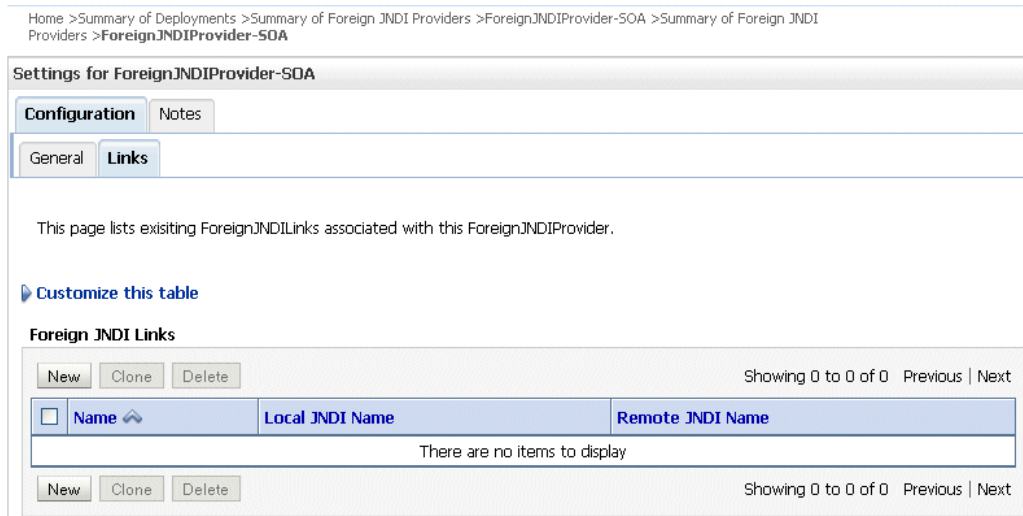 Home >Summary of Deployments >Summary of Foreign JNDI Providers >ForeignJNDIProvider-SOA >Summary of Foreign JNDI
Providers >ForeignJNDIProvider-SOA
Settings for ForeignJNDIProvider-SOA
Configuration Notes
General Links
This page lists exisiting ForeignJNDILinks associated with this ForeignJNDIProvider.
Customize this table
Foreign JNDI Links
New Clone Delete Showing 0 to 0 of 0 Previous | Next
Name Local JNDI Name Remote JNDI Name
There are no items to display
New Clone Delete Showing 0 to 0 of 0 Previous | Next